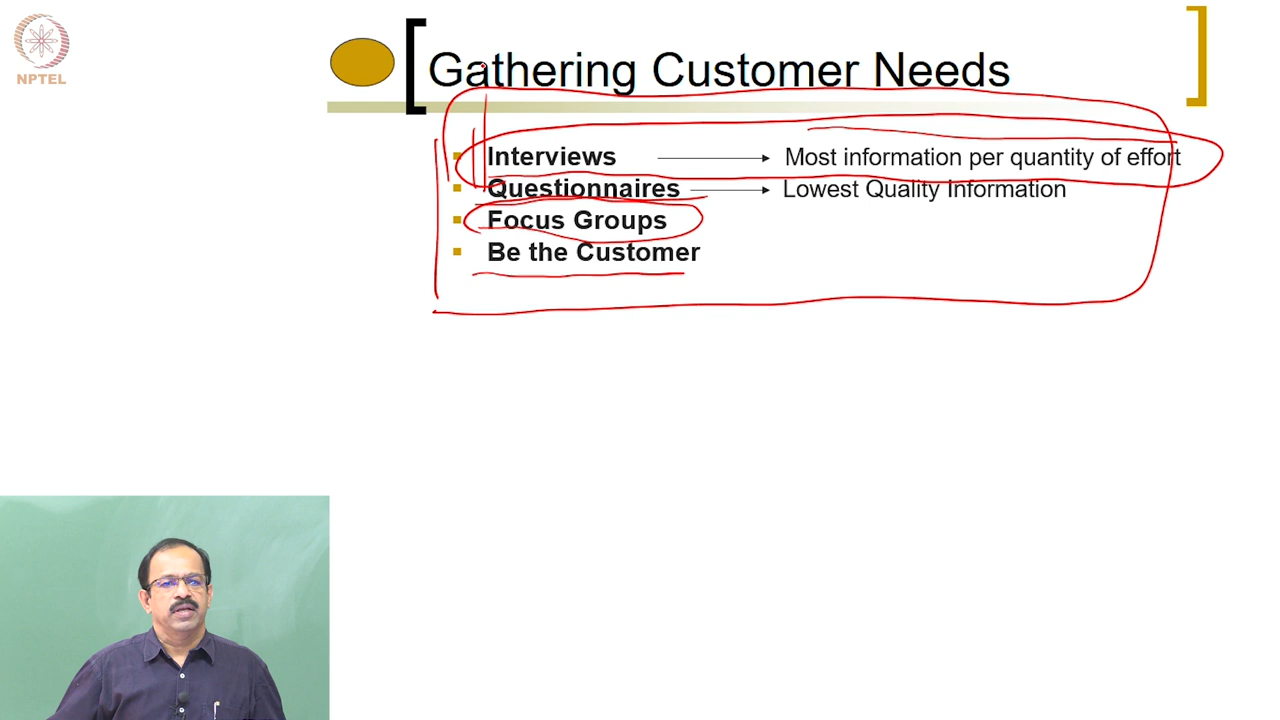 NPTEL
Gathering Customer Needs
Interviews Most information per quantity of effort
Questionnaires Lowest Quality Information
Focus Groups
Be the Customer